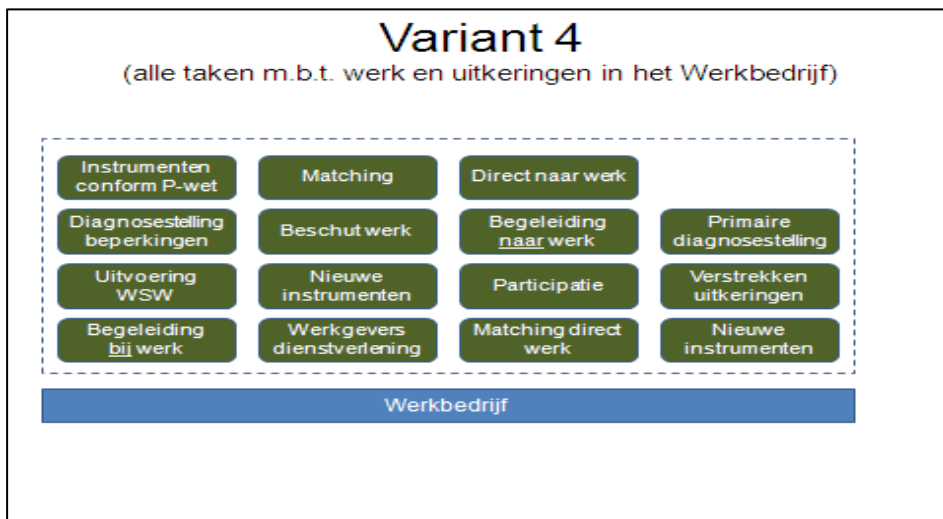 Variant 4
(alle taken m.b.t. werk en uitkeringen in het Werkbedrijf)
Instrumenten
conform P-wet
Matching
Direct naar werk
Diagnosestelling
beperkingen
Beschut werk
Begeleiding
naar werk
Primaire
diagnosestelling
Uitvoering
WSW
Nieuwe
instrumenten
Participatie
Verstrekken
uitkeringen
Begeleiding
bij werk
Werkgevers
dienstverlening
Matching direct
werk
Nieuwe
instrumenten
Werkbedrijf